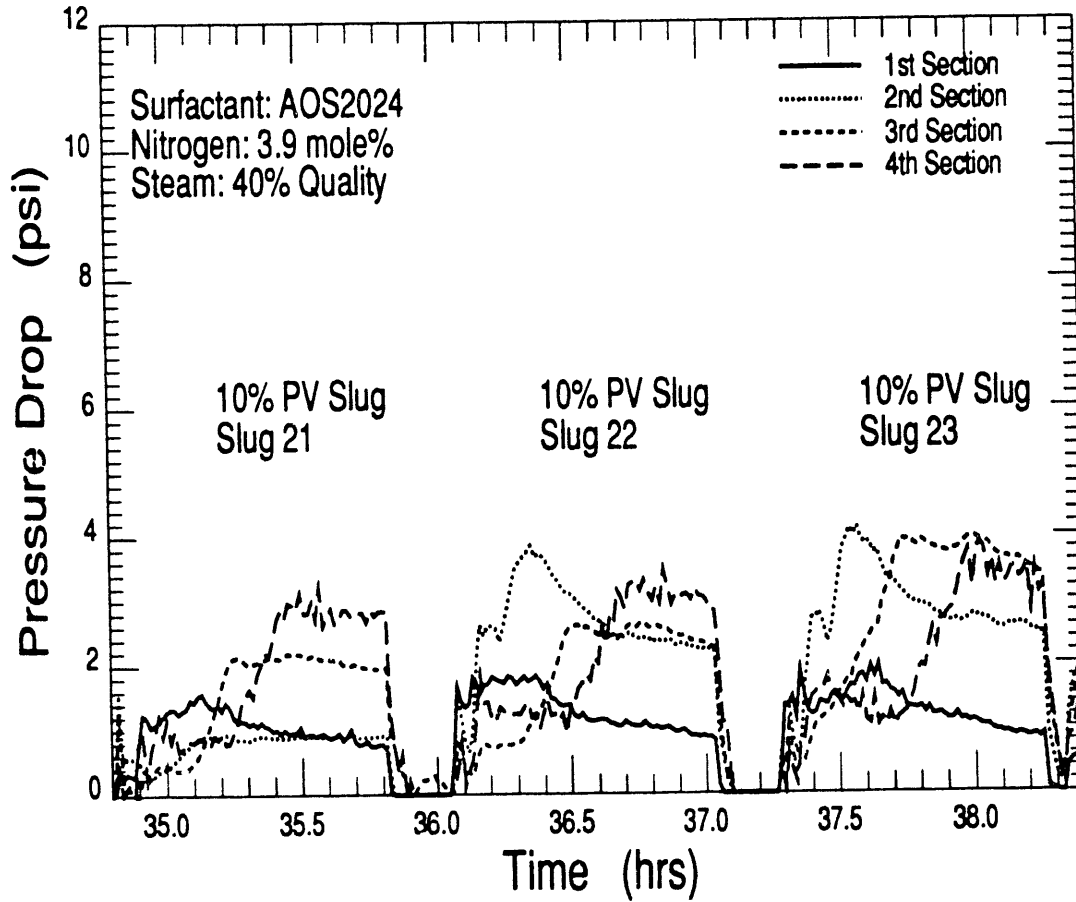 12
10
8
6
4
2
0
Pressure Drop (psi)
Surfactant: AOS2024
Nitrogen: 3.9 mole%
Steam: 40% Quality
1st Section
2nd Section
3rd Section
4th Section
10% PV Slug
Slug 21
10% PV Slug
Slug 22
10% PV Slug
Slug 23
35.0
35.5
36.0
36.5
37.0
37.5
38.0
Time (hrs)